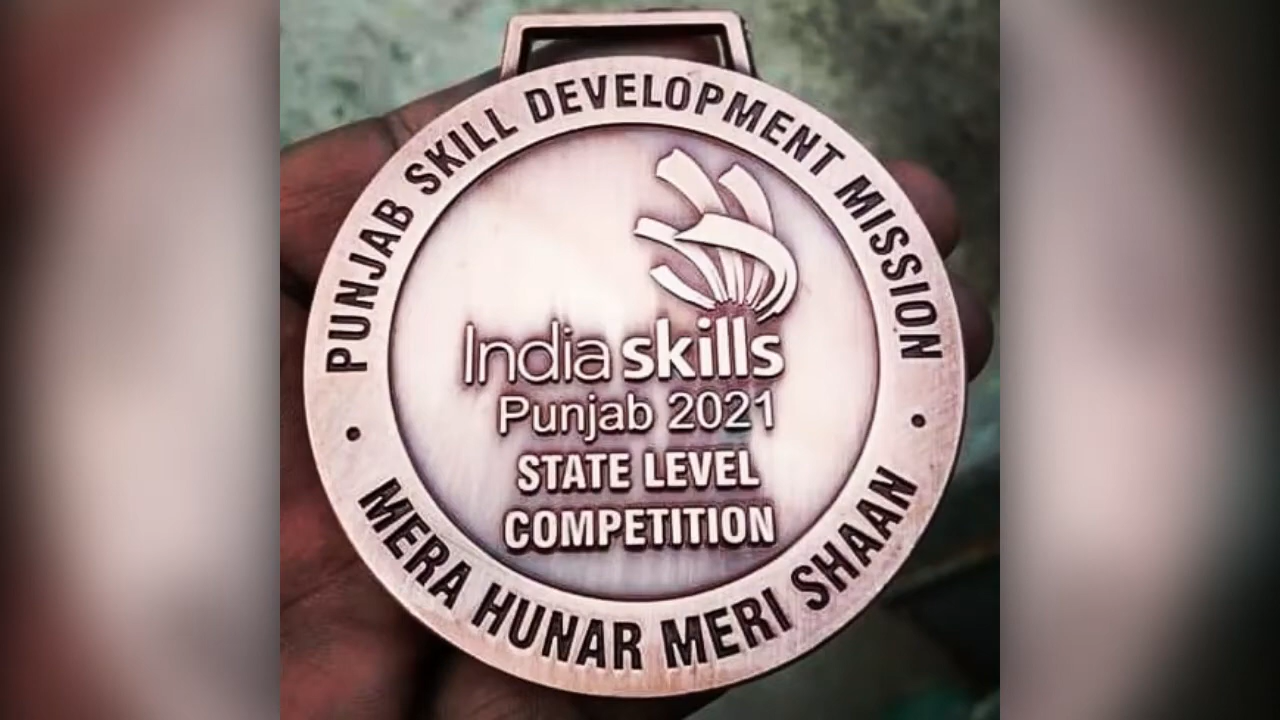 PUNJAB SKILL DEVELOPMENT MISSION
India skills
Punjab 2021
STATE LEVEL
COMPETITION
MERA HUNAR MERI SHAAN